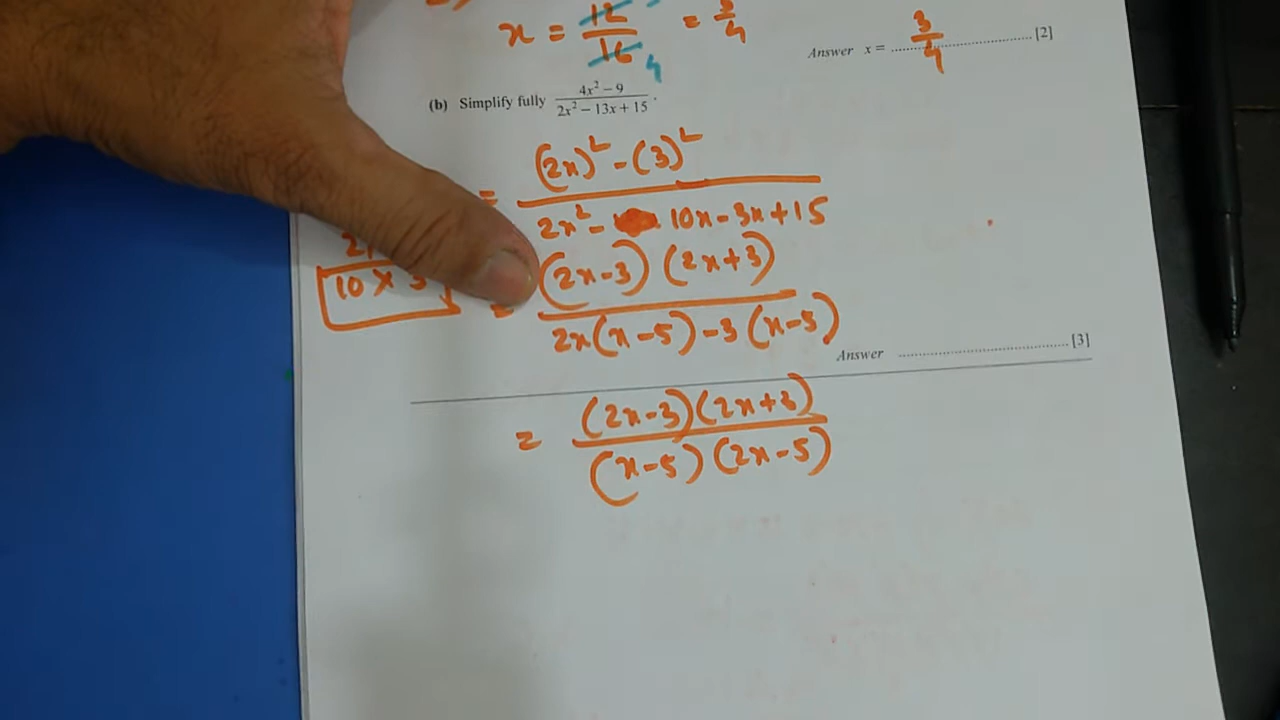 x = 12/16 4 = 3/4
Answer x = 3/4 [2]
(b) Simplify fully (4x² – 9)/(2x² – 13x + 15) .
= ((2x)² - (3)²)/(2x² - 10x - 3x + 15)
10 x 3
= ((2x-3) (2x+3))/(2x(x-5) - 3(x-5))
Answer ........................................ [3]
= ((2x-3)(2x+3))/((x-5)(2x-5))